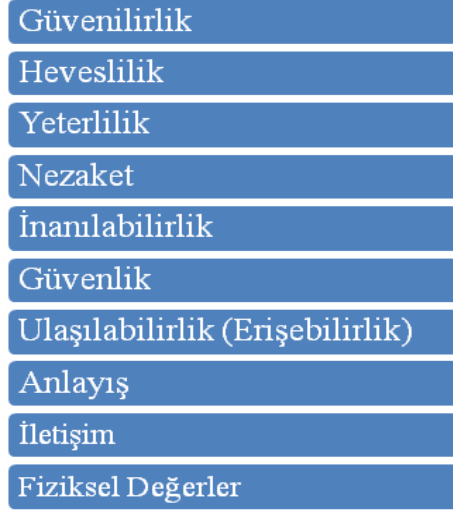 Güvenilirlik
Heveslilik
Yeterlilik
Nezaket
İnanılabilirlik
Güvenlik
Ulaşılabilirlik (Erişebilirlik)
Anlayış
İletişim
Fiziksel Değerler